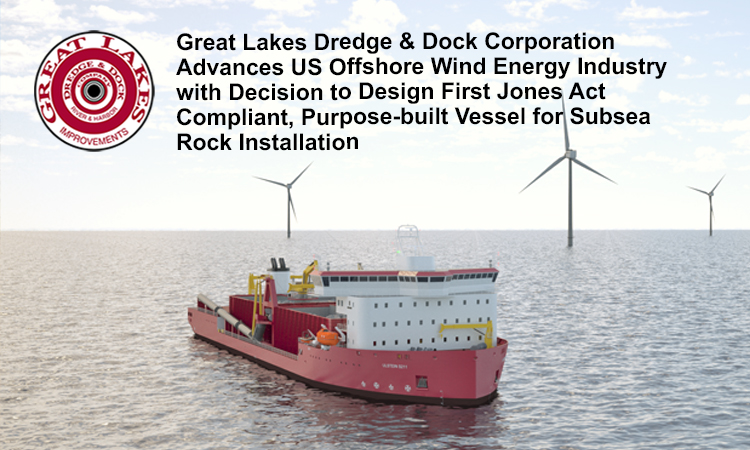 GREAT LAKES
DREDGE & DOCK
COMPANY
RIVER & HARBOR
IMPROVEMENTS
Great Lakes Dredge & Dock Corporation
Advances US Offshore Wind Energy Industry
with Decision to Design First Jones Act
Compliant, Purpose-built Vessel for Subsea
Rock Installation